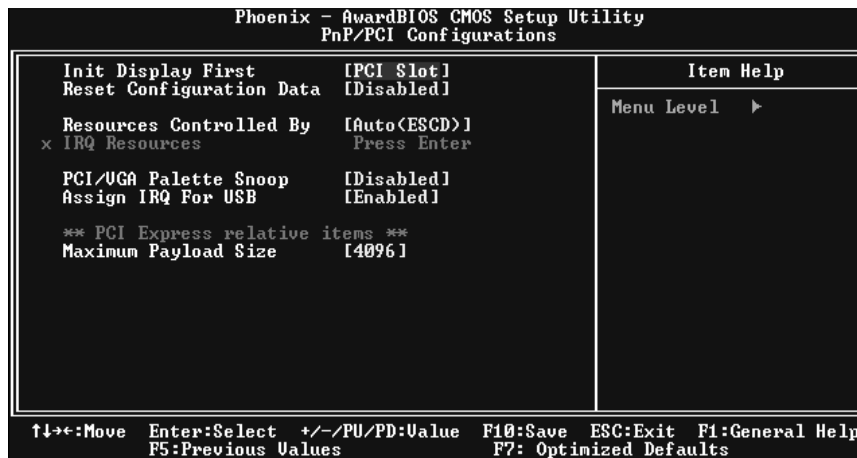 Phoenix - AwardBIOS CMOS Setup Utility
PnP/PCI Configurations
Init Display First [PCI Slot]
Reset Configuration Data [Disabled]
Resources Controlled By [Auto(ESCD)]
x IRQ Resources Press Enter
PCI/VGA Palette Snoop [Disabled]
Assign IRQ For USB [Enabled]
** PCI Express relative items **
Maximum Payload Size [4096]
Item Help
Menu Level ►
↑↓→←:Move Enter:Select +/-/PU/PD:Value F10:Save ESC:Exit F1:General Help
F5:Previous Values F7: Optimized Defaults